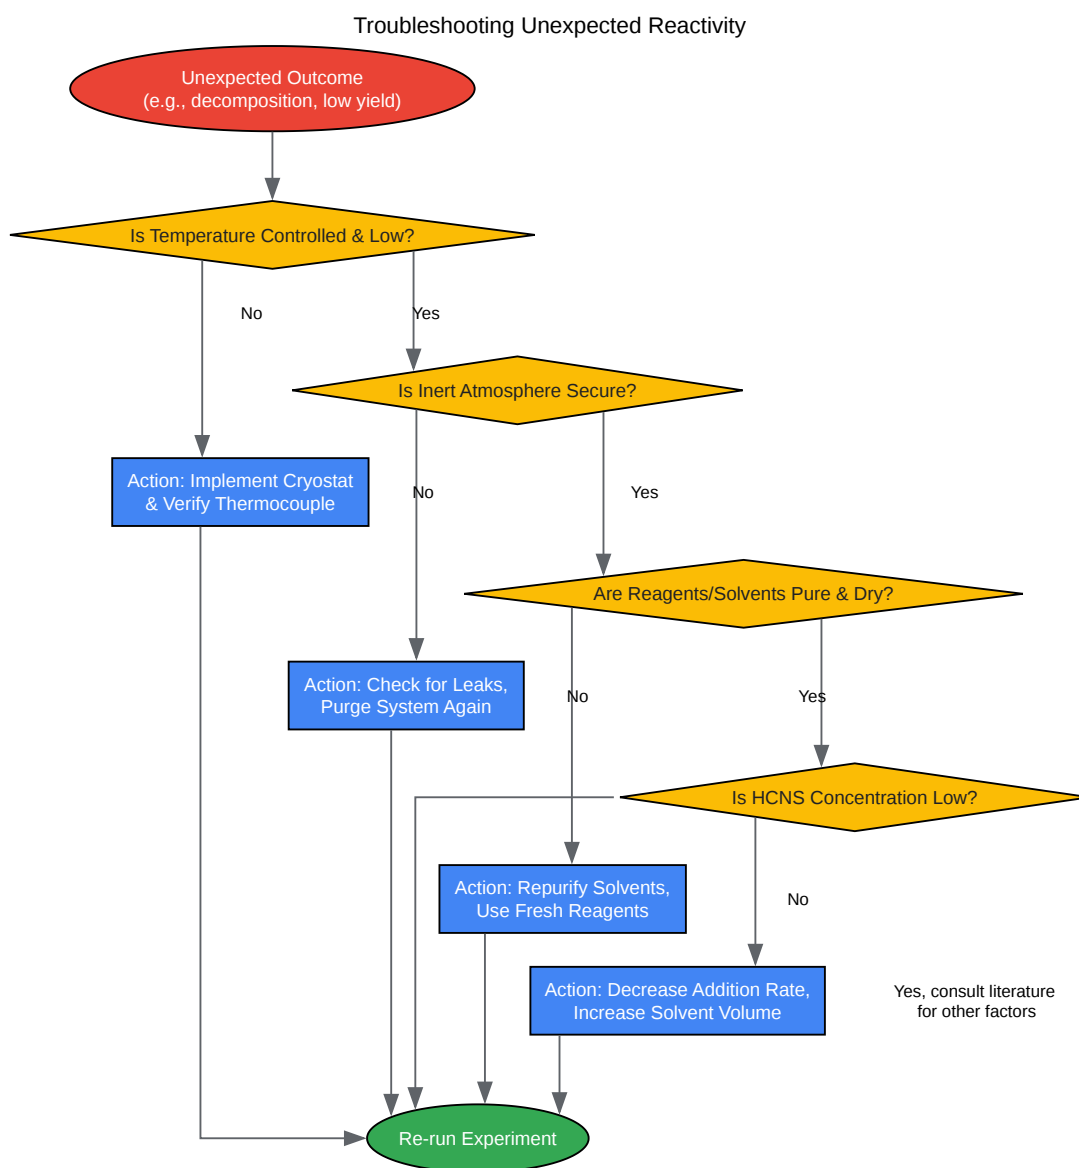 Troubleshooting Unexpected Reactivity
Unexpected Outcome
(e.g., decomposition, low yield)
Is Temperature Controlled & Low?
No
Yes
Is Inert Atmosphere Secure?
Action: Implement Cryostat
& Verify Thermocouple
No
Yes
Are Reagents/Solvents Pure & Dry?
Action: Check for Leaks,
Purge System Again
No
Yes
Is HCNS Concentration Low?
Action: Repurify Solvents,
Use Fresh Reagents
No
Action: Decrease Addition Rate,
Increase Solvent Volume
Yes, consult literature
for other factors
Re-run Experiment